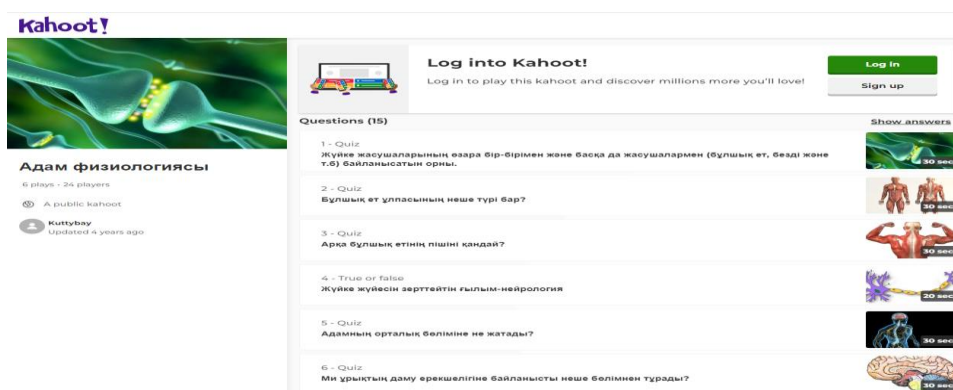 Kahoot!
Log into Kahoot!
Log in to play this kahoot and discover millions more you'll love!
Log in
Sign up
Адам физиологиясы
6 plays · 24 players
A public kahoot
Kuttybay
Updated 4 years ago
Questions (15)
Show answers
1 - Quiz
Жүйке жасушаларының өзара бір-бірімен және басқа да жасушалармен (бұлшық ет, безді және
т.б) байланысатын орны.
30 sec
2 - Quiz
Бұлшық ет ұлпасының неше түрі бар?
30 sec
3 - Quiz
Арқа бұлшық етінің пішіні қандай?
30 sec
4 - True or false
Жүйке жүйесін зерттейтін ғылым-нейрология
20 sec
5 - Quiz
Адамның орталық бөліміне не жатады?
30 sec
6 - Quiz
Ми ұрықтың даму ерекшелігіне байланысты неше бөлімнен тұрады?
30 sec